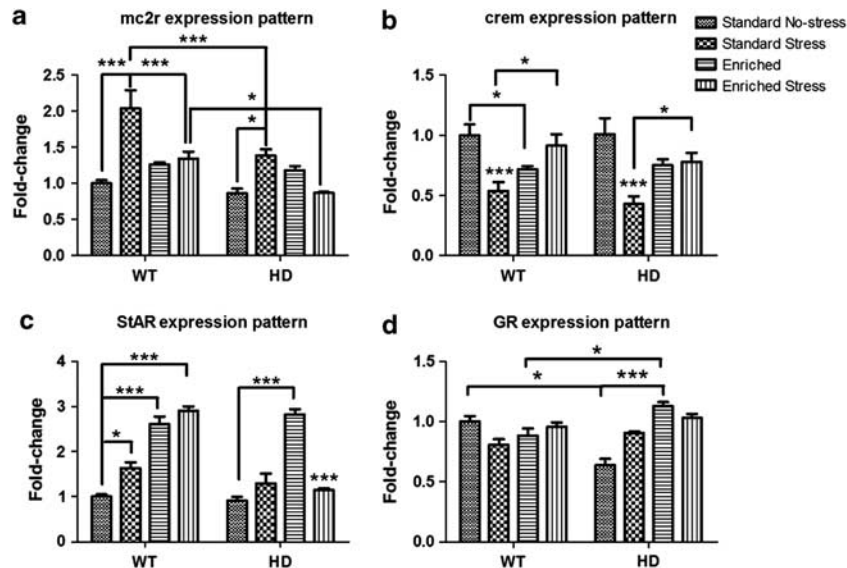 a
mc2r expression pattern
***
*** ***
*
*
2.5
2.0
1.5
1.0
0.5
0.0
Fold-change
WT HD
b
crem expression pattern
*
*
*
***
***
1.5
1.0
0.5
0.0
Fold-change
WT HD
Standard No-stress
Standard Stress
Enriched
Enriched Stress
c
StAR expression pattern
***
***
*
***
***
4
3
2
1
0
Fold-change
WT HD
d
GR expression pattern
*
* ***
1.5
1.0
0.5
0.0
Fold-change
WT HD